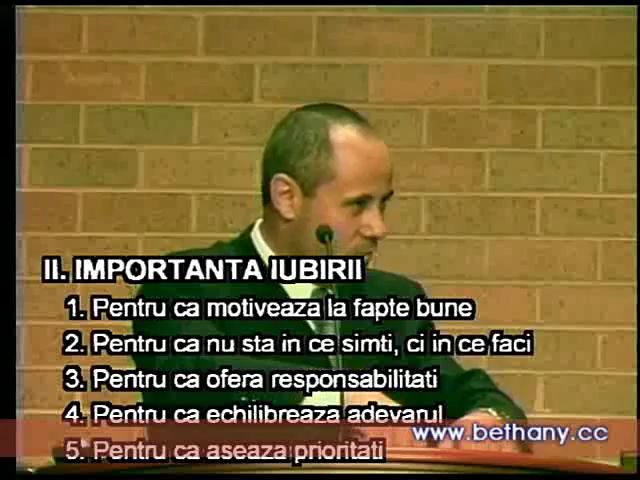 II. IMPORTANTA IUBIRII
1. Pentru ca motiveaza la fapte bune
2. Pentru ca nu sta in ce simti, ci in ce faci
3. Pentru ca ofera responsabilitati
4. Pentru ca echilibreaza adevarul
www.bethany.cc
5. Pentru ca aseaza prioritati